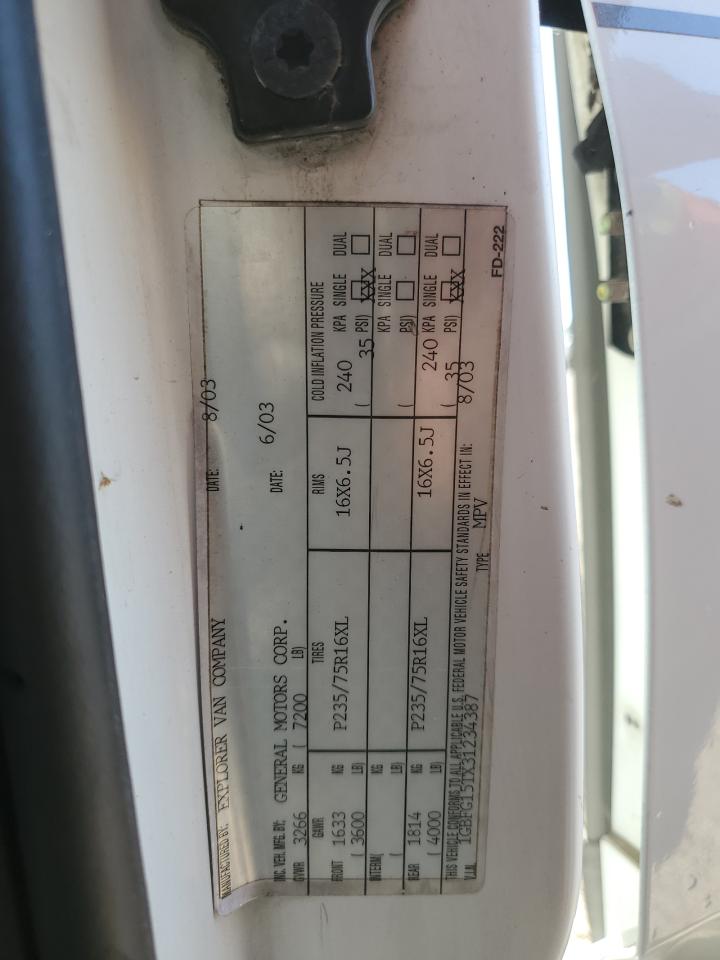 MANUFACTURED BY: EXPLORER VAN COMPANY DATE: 8/03
INC. VEH. MFG. BY: GENERAL MOTORS CORP. DATE: 6/03
GVWR 3266 KG ( 7200 LB)
GAWR TIRES RIMS COLD INFLATION PRESSURE
FRONT 1633 KG P235/75R16XL 16X6.5J 240 KPA SINGLE DUAL
( 3600 LB) ( 35 PSI) XXX
INTERM( KG KPA SINGLE DUAL
( LB) ( PSI)
REAR 1814 KG P235/75R16XL 16X6.5J 240 KPA SINGLE DUAL
( 4000 LB) ( 35 PSI) XXX
THIS VEHICLE CONFORMS TO ALL APPLICABLE U.S. FEDERAL MOTOR VEHICLE SAFETY STANDARDS IN EFFECT IN: 8/03
V.I.N. 1GBFG15TX31234387 TYPE MPV
FD-222